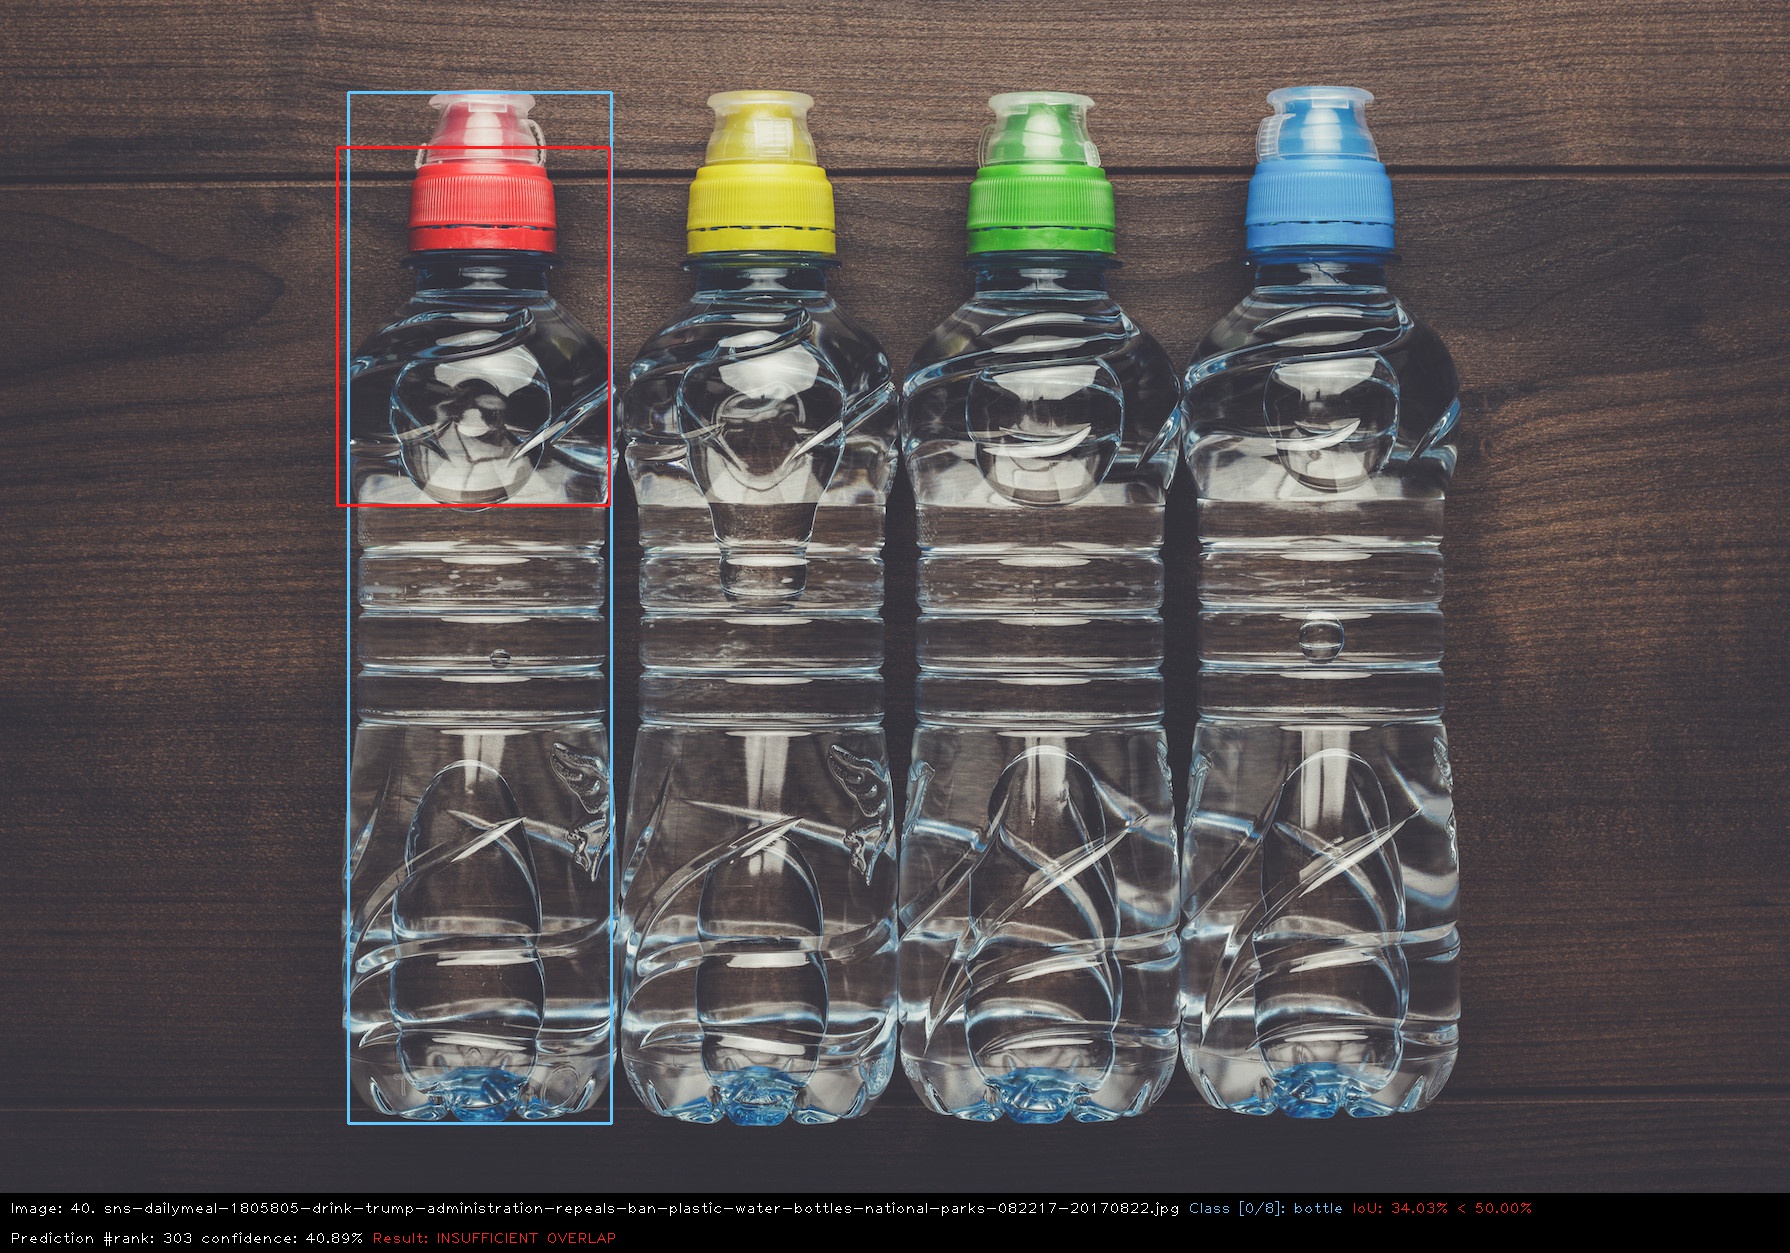 Image: 40. sns-dailymeal-1805805-drink-trump-administration-repeals-ban-plastic-water-bottles-national-parks-082217-20170822.jpg Class [0/8]: bottle IoU: 34.03% < 50.00%
Prediction #rank: 303 confidence: 40.89% Result: INSUFFICIENT OVERLAP